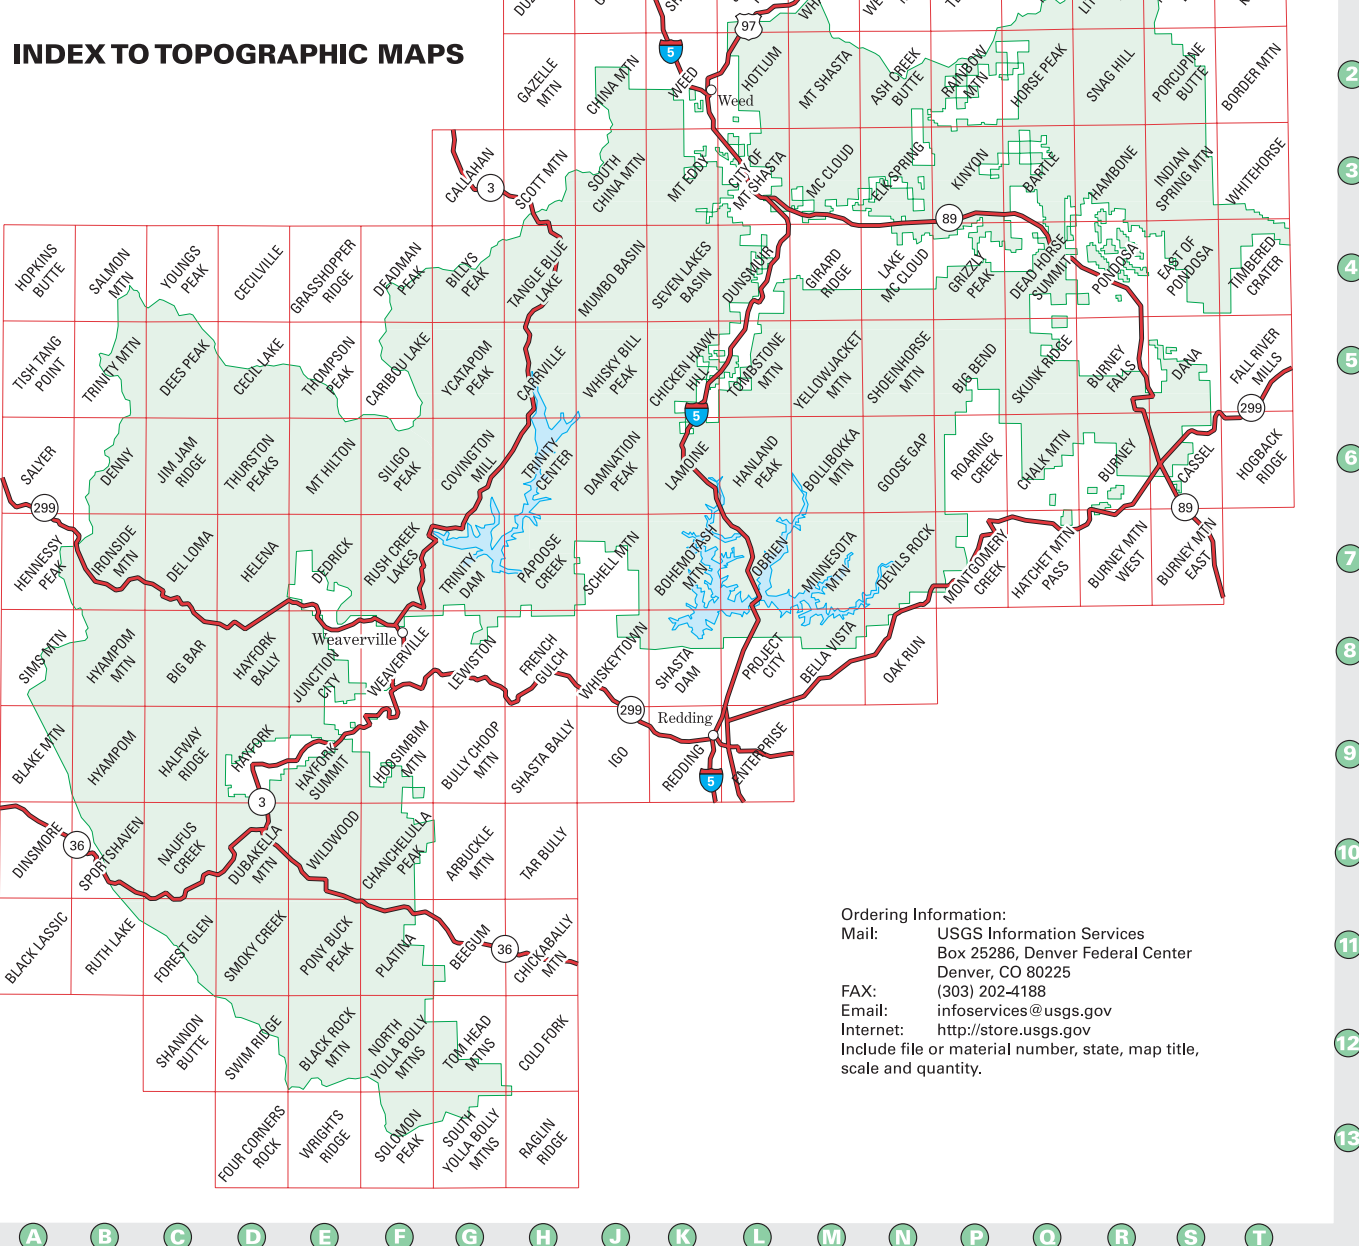 97
INDEX TO TOPOGRAPHIC MAPS
5
GAZELLE
MTN
CHINA MTN
WEED
Weed
HOTLUM
MT SHASTA
ASH CREEK
BUTTE
RAINBOW
MTN
HORSE PEAK
SNAG HILL
PORCUPINE
BUTTE
BORDER MTN
2
CALLAHAN
3
SCOTT MTN
SOUTH
CHINA MTN
MT EDDY
CITY OF
MT SHASTA
MC CLOUD
ELK SPRING
KINYON
BARTLE
HAMBONE
INDIAN
SPRING MTN
WHITEHORSE
3
89
HOPKINS
BUTTE
SALMON
MTN
YOUNGS
PEAK
CECILVILLE
GRASSHOPPER
RIDGE
DEADMAN
PEAK
BILLYS
PEAK
TANGLE BLUE
LAKE
MUMBO BASIN
SEVEN LAKES
BASIN
DUNSMUIR
GIRARD
RIDGE
LAKE
MC CLOUD
GRIZZLY
PEAK
DEAD HORSE
SUMMIT
PONDOSA
EAST OF
PONDOSA
TIMBERED
CRATER
4
TISH TANG
POINT
TRINITY MTN
DEES PEAK
CECIL LAKE
THOMPSON
PEAK
CARIBOU LAKE
YCATAPOM
PEAK
CARRVILLE
WHISKY BILL
PEAK
CHICKEN HAWK
HILL
TOMBSTONE
MTN
YELLOWJACKET
MTN
SHOEINHORSE
MTN
BIG BEND
SKUNK RIDGE
BURNEY
FALLS
DANA
FALL RIVER
MILLS
5
5
299
SALYER
DENNY
JIM JAM
RIDGE
THURSTON
PEAKS
MT HILTON
SILIGO
PEAK
COVINGTON
MILL
TRINITY
CENTER
DAMNATION
PEAK
LAMOINE
HANLAND
PEAK
BOLLIBOKKA
MTN
GOOSE GAP
ROARING
CREEK
CHALK MTN
BURNEY
CASSEL
HOGBACK
RIDGE
6
299
89
HENNESSY
PEAK
IRONSIDE
MTN
DEL LOMA
HELENA
DEDRICK
RUSH CREEK
LAKES
TRINITY
DAM
PAPOOSE
CREEK
SCHELL MTN
BOHEMOTASH
MTN
OBRIEN
MINNESOTA
MTN
DEVILS ROCK
MONTGOMERY
CREEK
HATCHET MTN
PASS
BURNEY MTN
WEST
BURNEY MTN
EAST
7
Weaverville
SIMS MTN
HYAMPOM
MTN
BIG BAR
HAYFORK
BALLY
JUNCTION
CITY
WEAVERVILLE
LEWISTON
FRENCH
GULCH
WHISKEYTOWN
SHASTA
DAM
PROJECT
CITY
BELLA VISTA
OAK RUN
8
299
Redding
BLAKE MTN
HYAMPOM
HALFWAY
RIDGE
HAYFORK
HAYFORK
SUMMIT
HOOSIMBIM
MTN
BULLY CHOOP
MTN
SHASTA BALLY
IGO
REDDING
5
ENTERPRISE
9
3
DINSMORE
36
SPORTSHAVEN
NAUFUS
CREEK
DUBAKELLA
MTN
WILDWOOD
CHANCHELULLA
PEAK
ARBUCKLE
MTN
TAR BULLY
10
BLACK LASSIC
RUTH LAKE
FOREST GLEN
SMOKY CREEK
PONY BUCK
PEAK
PLATINA
BEEGUM
36
CHICKABALLY
MTN
11
Ordering Information:
Mail: USGS Information Services
Box 25286, Denver Federal Center
Denver, CO 80225
FAX: (303) 202-4188
Email: infoservices@usgs.gov
Internet: http://store.usgs.gov
Include file or material number, state, map title,
scale and quantity.
SHANNON
BUTTE
SWIM RIDGE
BLACK ROCK
MTN
NORTH
YOLLA BOLLY
MTNS
TOM HEAD
MTNS
COLD FORK
12
FOUR CORNERS
ROCK
WRIGHTS
RIDGE
SOLOMON
PEAK
SOUTH
YOLLA BOLLY
MTNS
RAGLIN
RIDGE
13
A B C D E F G H J K L M N P Q R S T